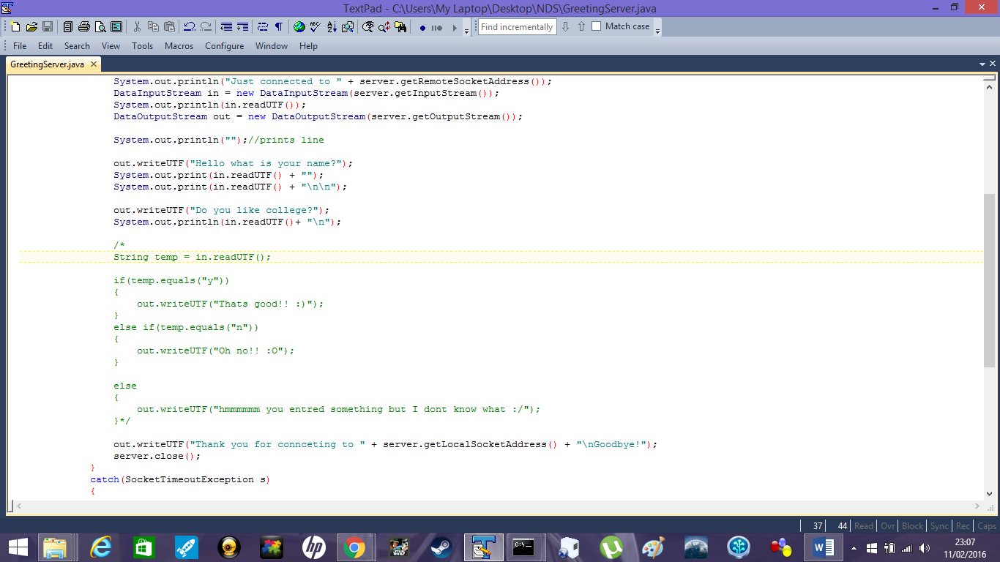 TextPad - C:\Users\My Laptop\Desktop\NDS\GreetingServer.java
Find incrementally Match case
File Edit Search View Tools Macros Configure Window Help
GreetingServer.java
System.out.println("Just connected to " + server.getRemoteSocketAddress());
DataInputStream in = new DataInputStream(server.getInputStream());
System.out.println(in.readUTF());
DataOutputStream out = new DataOutputStream(server.getOutputStream());
System.out.println("");//prints line
out.writeUTF("Hello what is your name?");
System.out.print(in.readUTF() + "");
System.out.print(in.readUTF() + "\n\n");
out.writeUTF("Do you like college?");
System.out.println(in.readUTF()+ "\n");
/*
String temp = in.readUTF();
if(temp.equals("y"))
{
out.writeUTF("Thats good!! :)");
}
else if(temp.equals("n"))
{
out.writeUTF("Oh no!! :O");
}
else
{
out.writeUTF("hmmmmmm you entred something but I dont know what :/");
}*/
out.writeUTF("Thank you for connceting to " + server.getLocalSocketAddress() + "\nGoodbye!");
server.close();
}
catch(SocketTimeoutException s)
{
37 44 Read Ovr Block Sync Rec Caps
23:07
11/02/2016